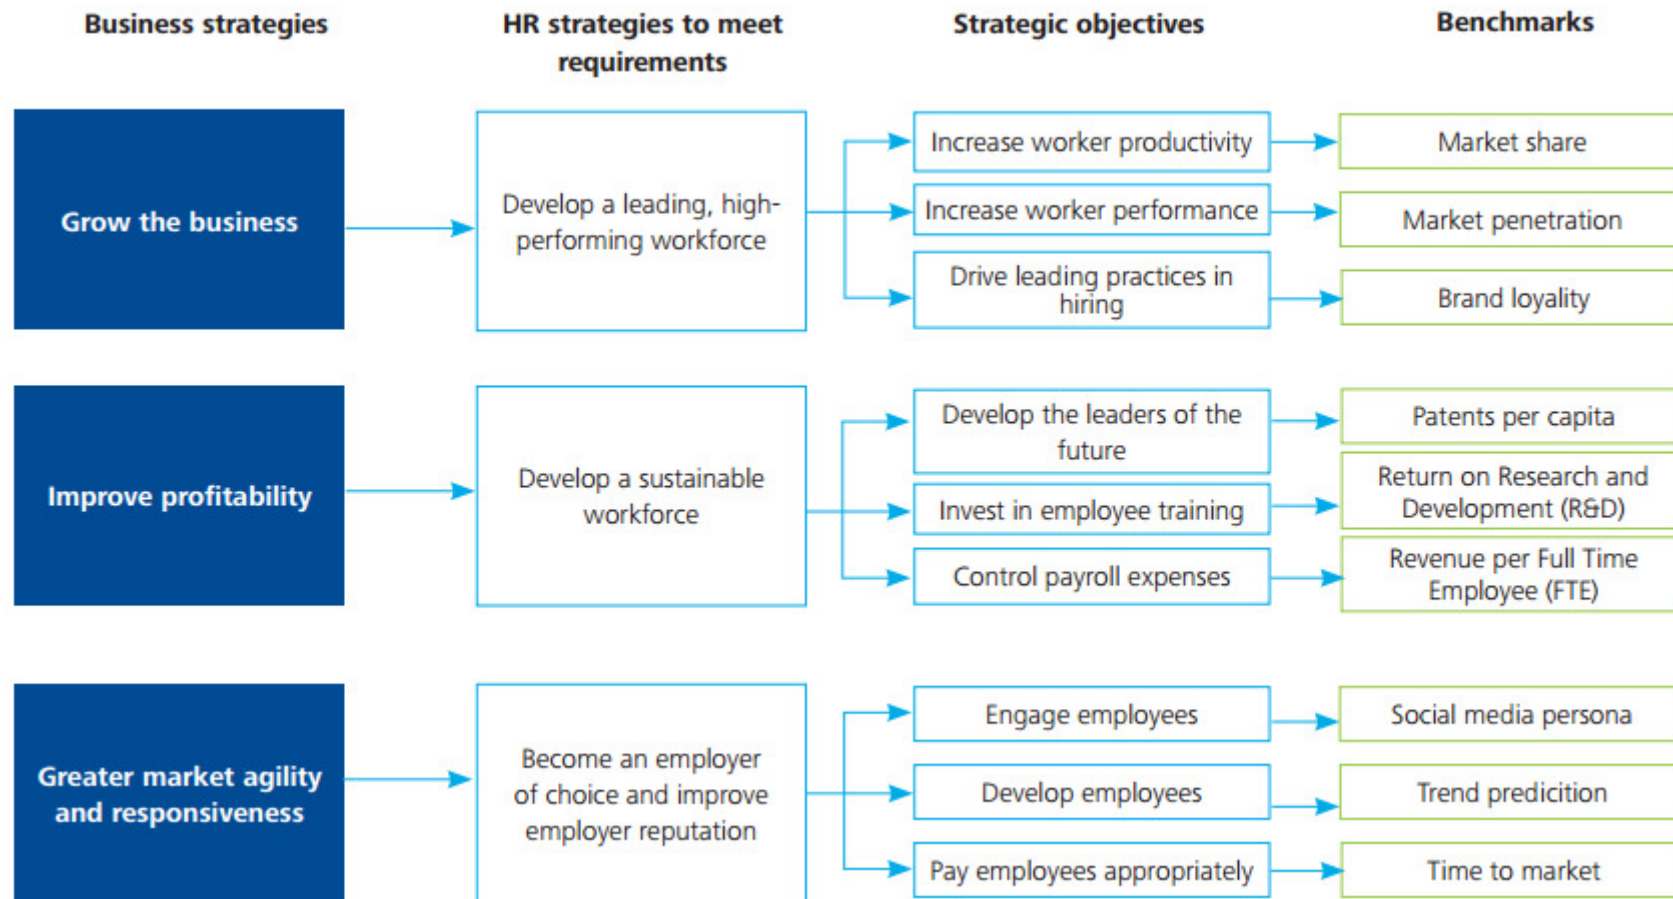 Business strategies
HR strategies to meet
requirements
Strategic objectives
Benchmarks
Grow the business
Develop a leading, high-
performing workforce
Increase worker productivity
Market share
Increase worker performance
Market penetration
Drive leading practices in
hiring
Brand loyality
Improve profitability
Develop a sustainable
workforce
Develop the leaders of the
future
Patents per capita
Invest in employee training
Return on Research and
Development (R&D)
Control payroll expenses
Revenue per Full Time
Employee (FTE)
Greater market agility
and responsiveness
Become an employer
of choice and improve
employer reputation
Engage employees
Social media persona
Develop employees
Trend predicition
Pay employees appropriately
Time to market